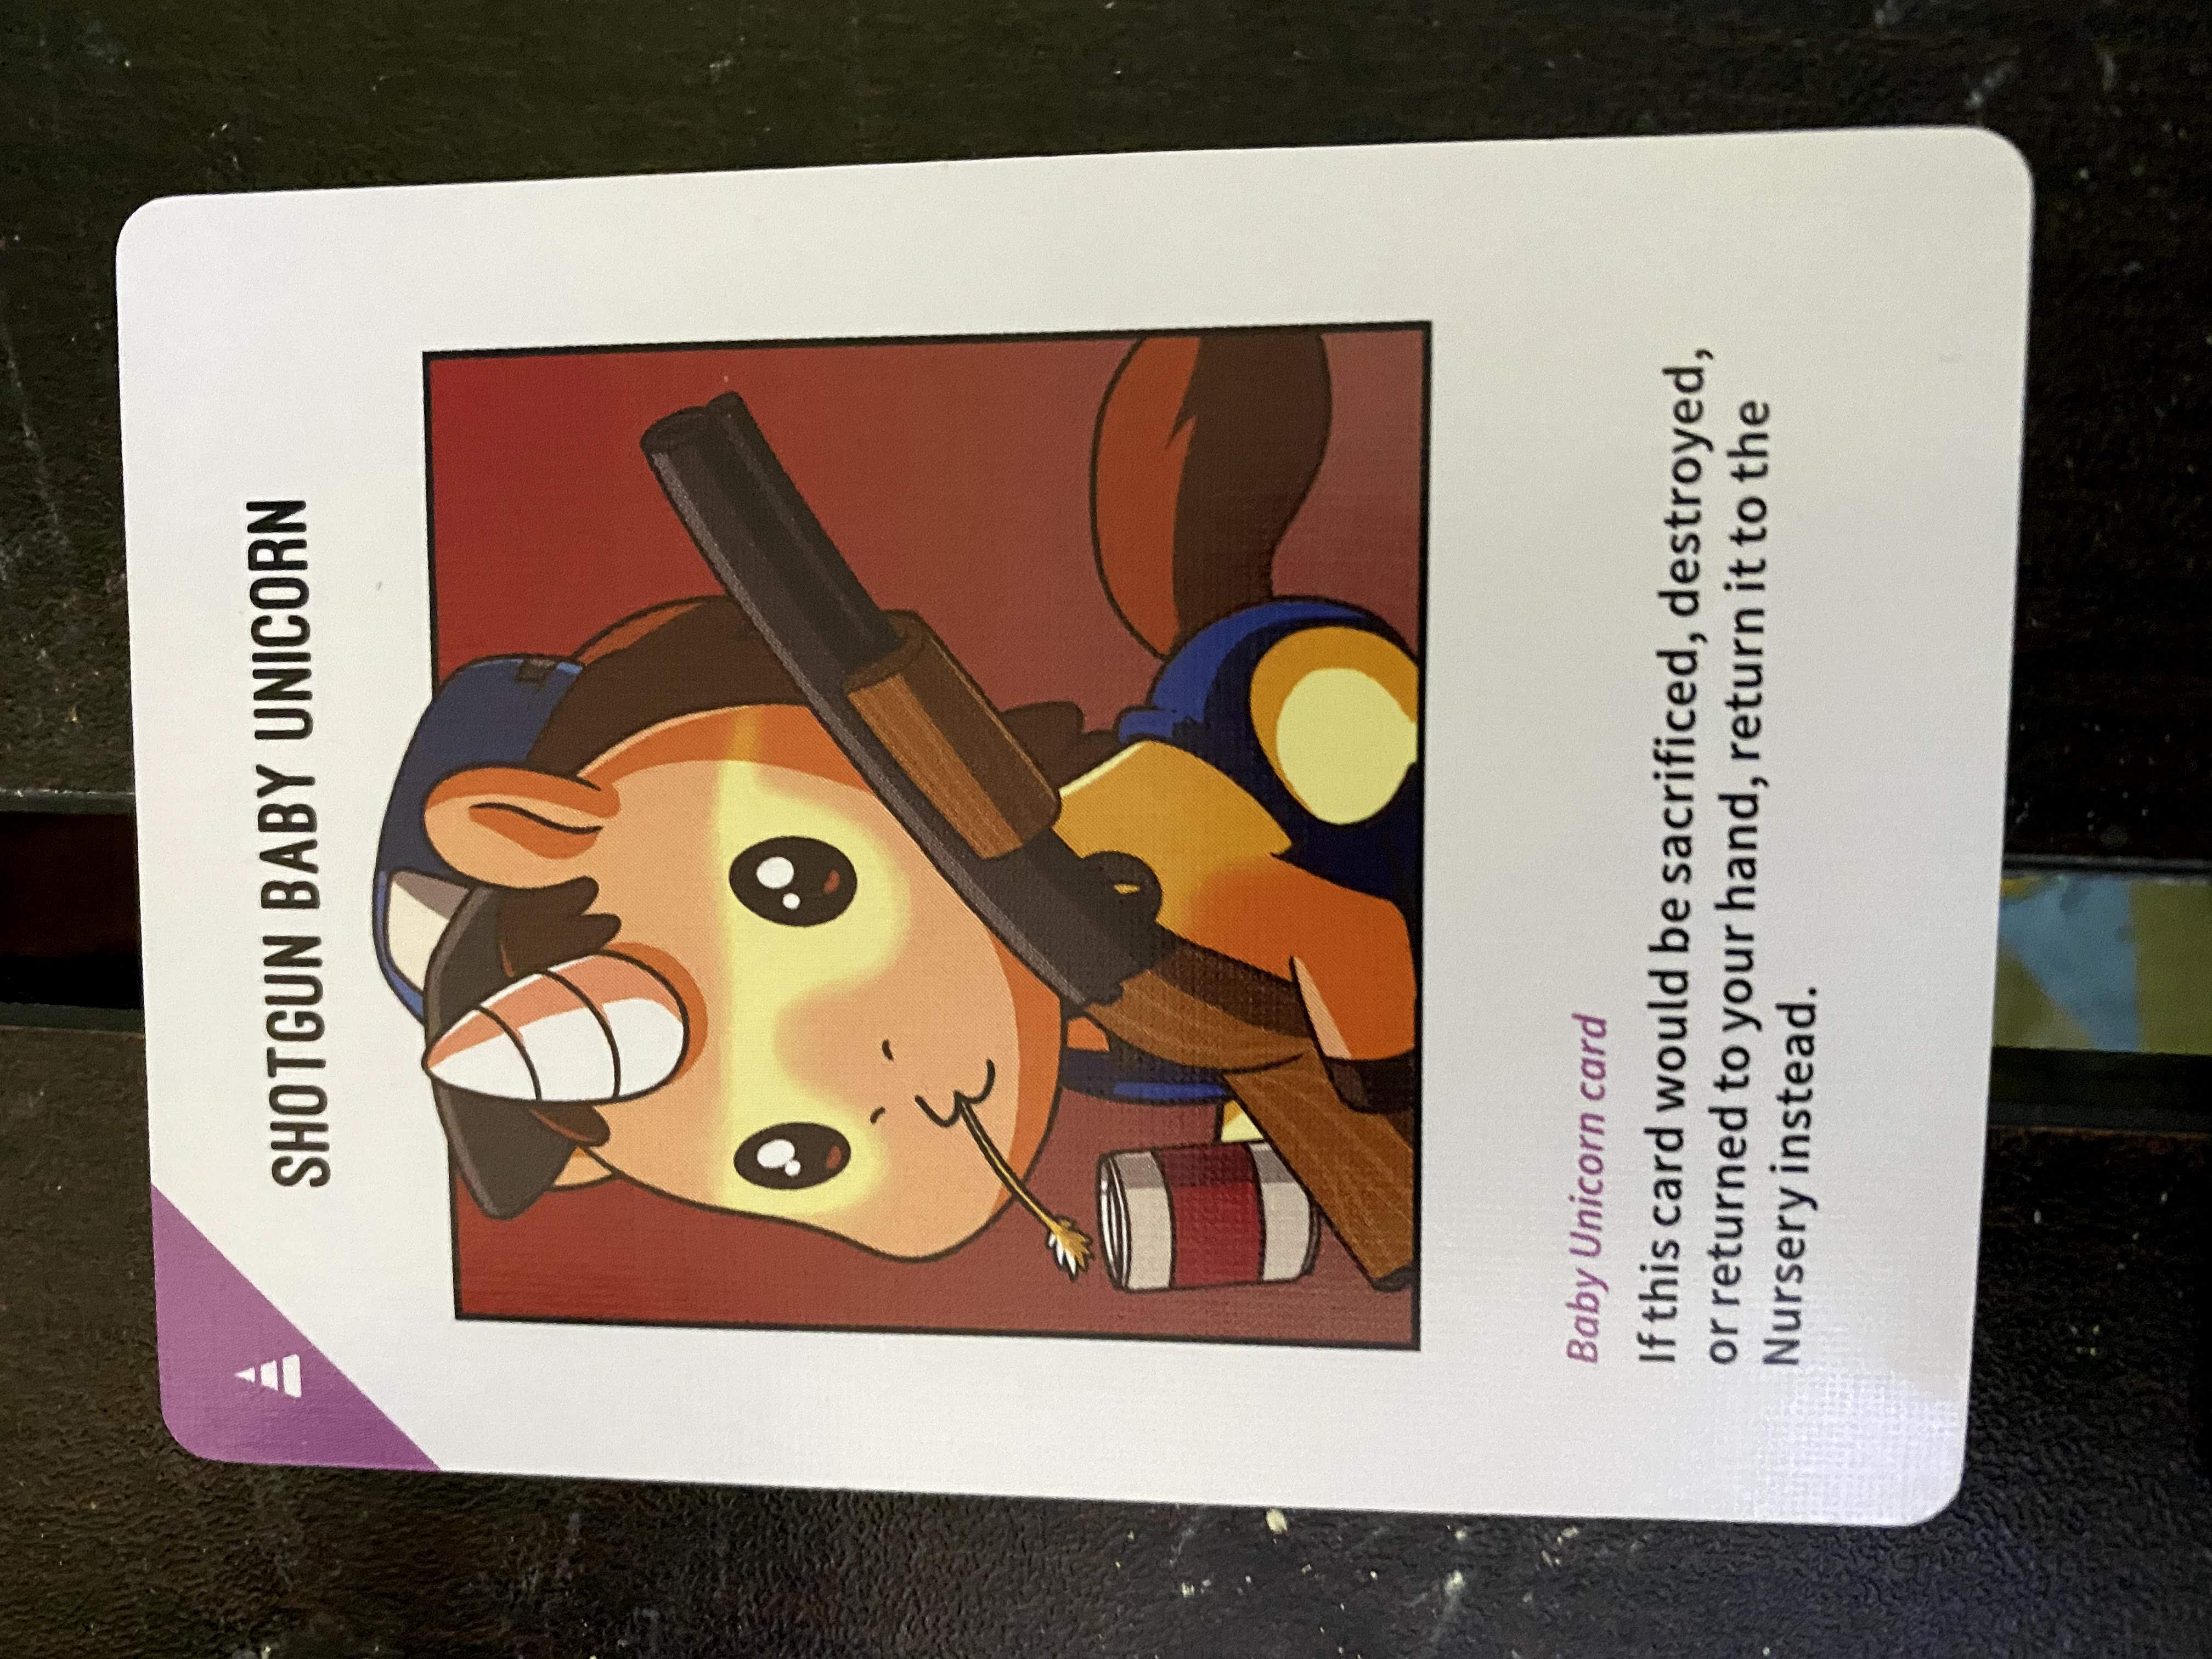 SHOTGUN BABY UNICORN
Baby Unicorn card
If this card would be sacrificed, destroyed,
or returned to your hand, return it to the
Nursery instead.